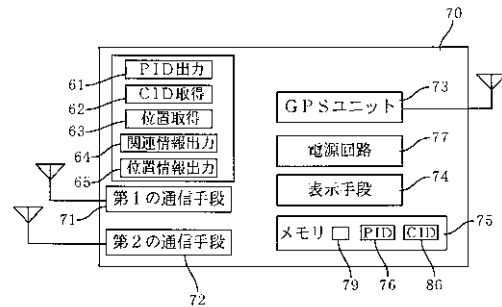 70
61
PID出力
62
CID取得
63
位置取得
64
関連情報出力
65
位置情報出力
71
第1の通信手段
第2の通信手段
72
GPSユニット
73
電源回路
77
表示手段
74
メモリ
PID
CID
75
79
76
86